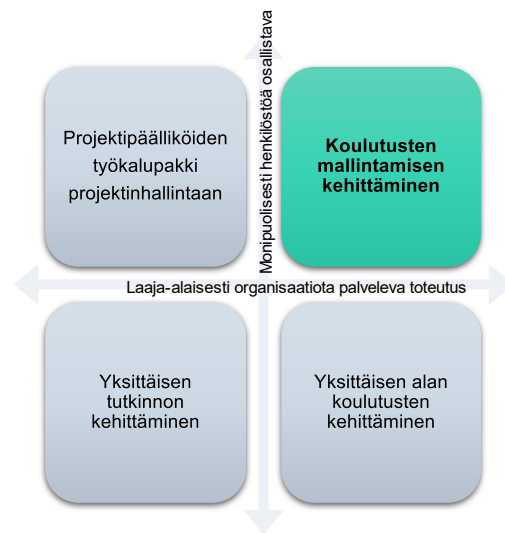 Monipuolisesti henkilöstöä osallistava
Projektipäälliköiden
työkalupakki
projektinhallintaan
Koulutusten
mallintamisen
kehittäminen
Laaja-alaisesti organisaatiota palveleva toteutus
Yksittäisen
tutkinnon
kehittäminen
Yksittäisen alan
koulutusten
kehittäminen